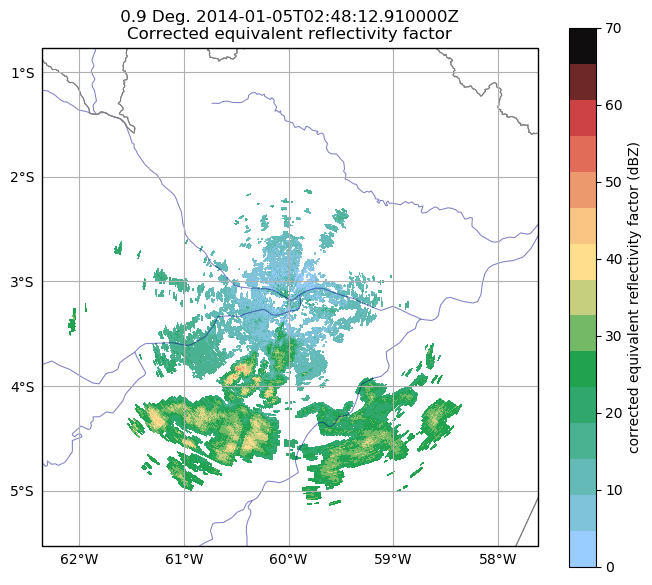 0.9 Deg. 2014-01-05T02:48:12.910000Z
Corrected equivalent reflectivity factor
1°S
2°S
3°S
4°S
5°S
62°W
61°W
60°W
59°W
58°W
70
60
50
40
30
20
10
0
corrected equivalent reflectivity factor (dBZ)